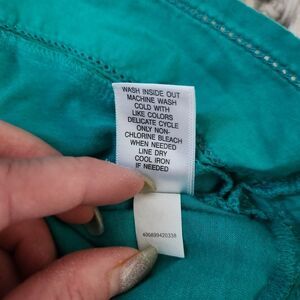 WASH INSIDE OUT
MACHINE WASH
COLD WITH
LIKE COLORS
DELICATE CYCLE
ONLY NON-
CHLORINE BLEACH
WHEN NEEDED
LINE DRY
COOL IRON
IF NEEDED